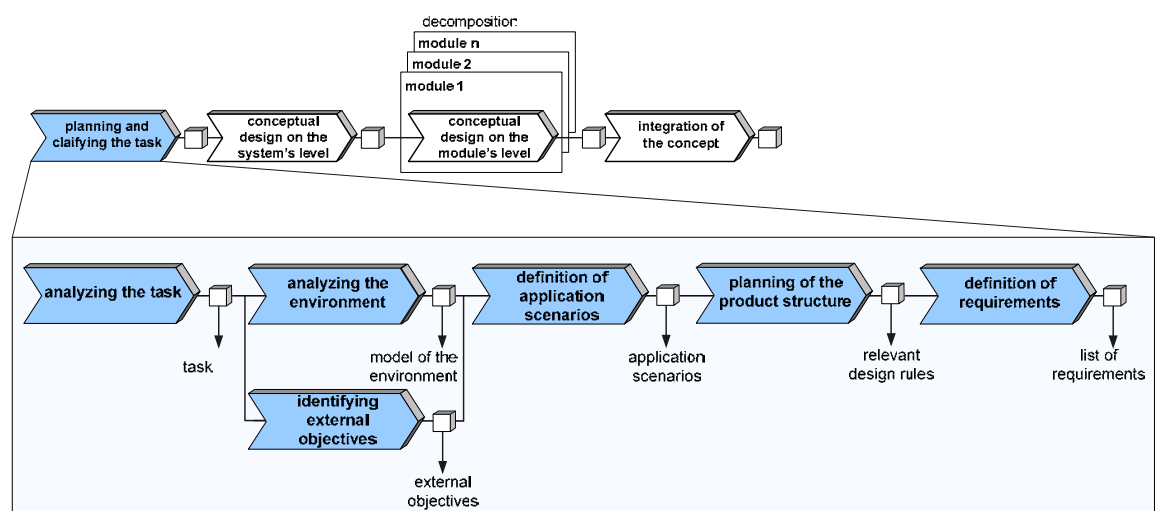 decomposition
module n
module 2
module 1
planning and
claifying the task
conceptual
design on the
system's level
conceptual
design on the
module's level
integration of
the concept
analyzing the task
analyzing the
environment
definition of
application
scenarios
planning of the
product structure
definition of
requirements
task
model of the
environment
application
scenarios
relevant
design rules
list of
requirements
identifying
external
objectives
external
objectives